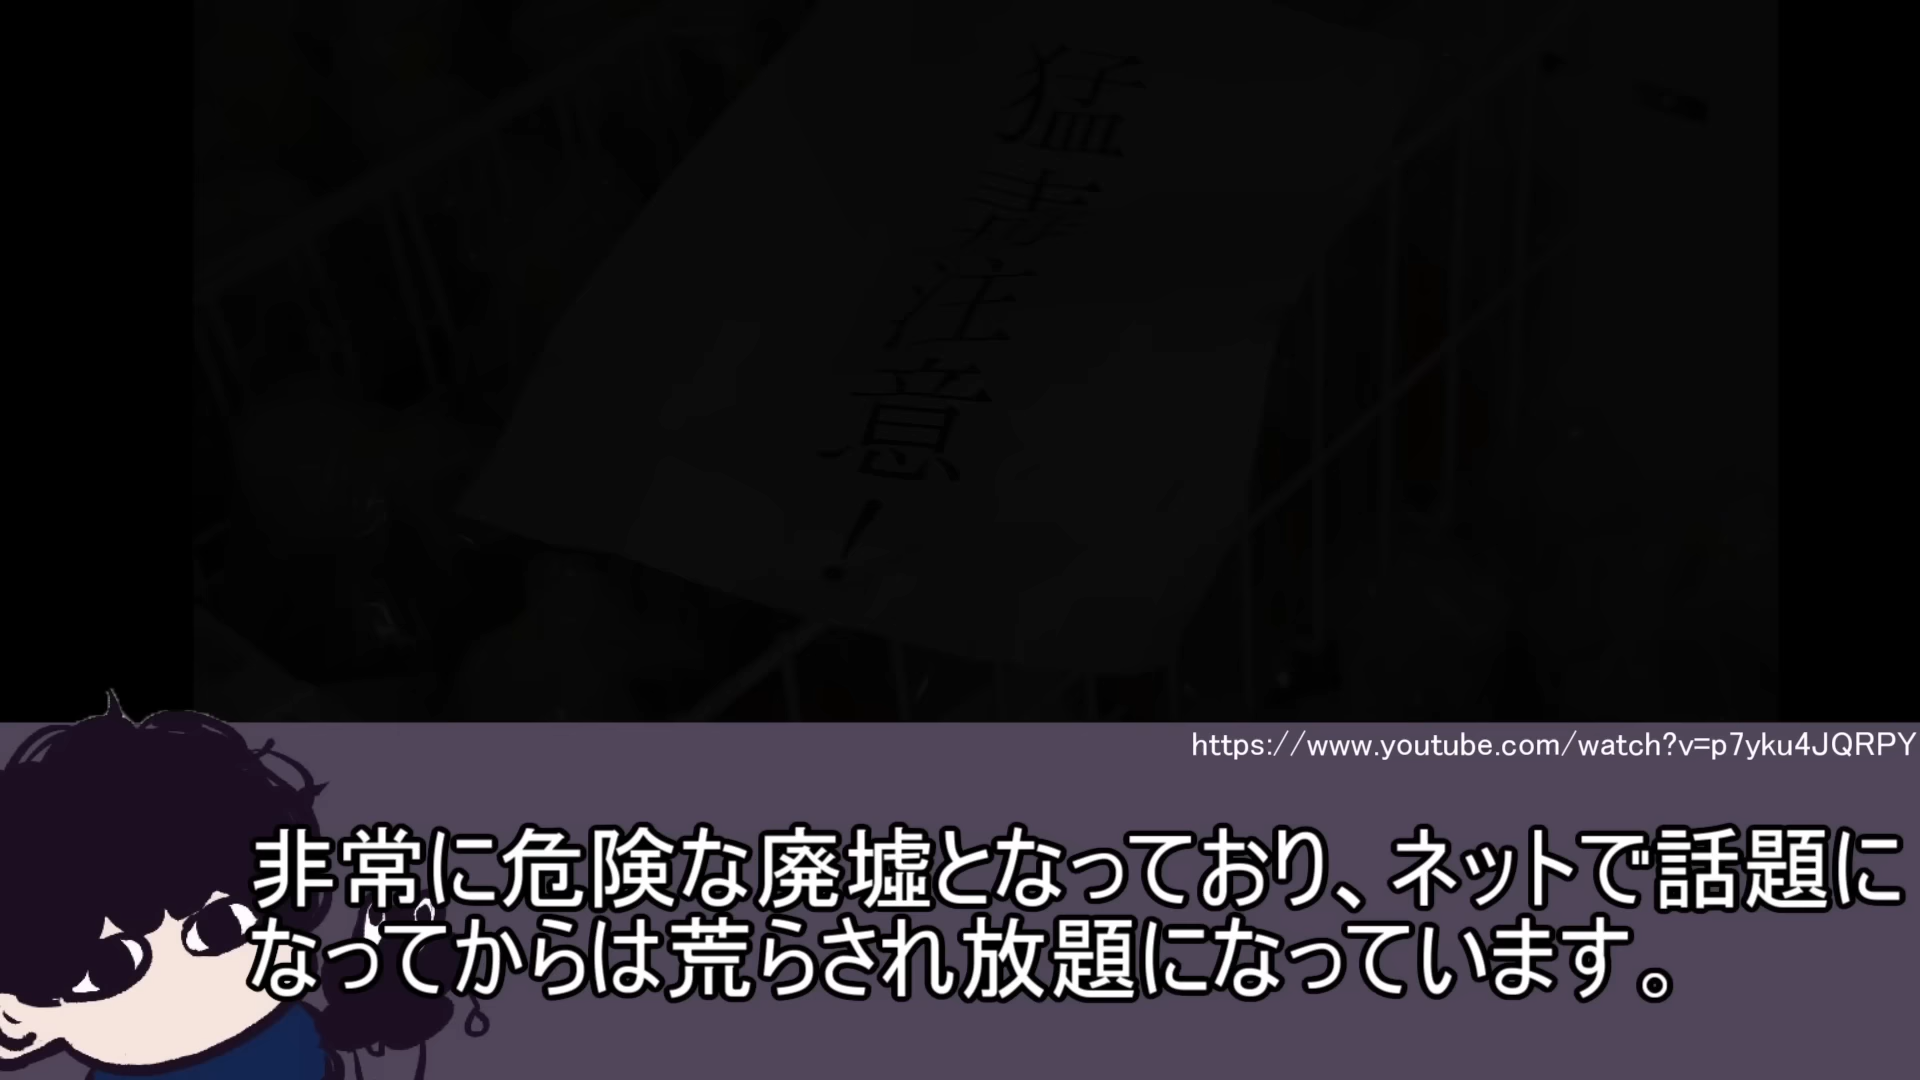 猛毒注意!
https://www.youtube.com/watch?v=p7yku4JQRPY
非常に危険な廃墟となっており、ネットで話題に
なってからは荒らされ放題になっています。